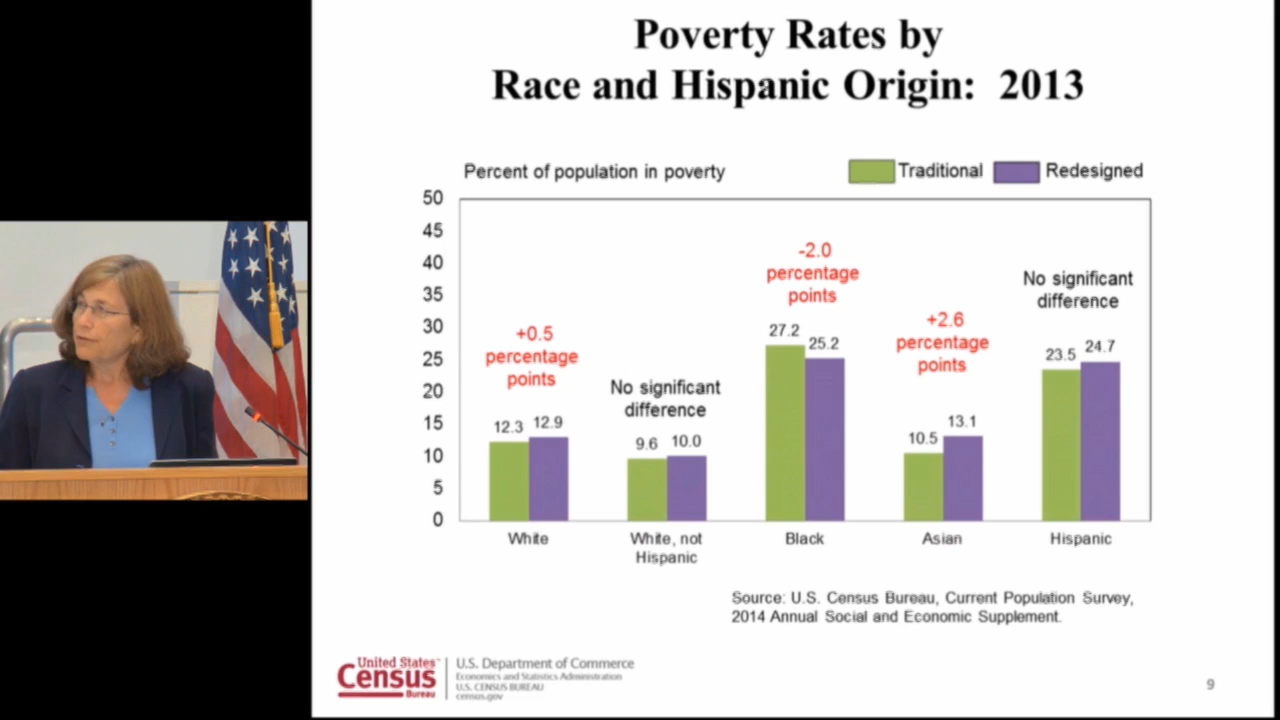 Poverty Rates by
Race and Hispanic Origin: 2013
Percent of population in poverty
Traditional
Redesigned
50
45
40
35
30
25
20
15
10
5
0
+0.5
percentage
points
No significant
difference
-2.0
percentage
points
+2.6
percentage
points
No significant
difference
12.3
12.9
9.6
10.0
27.2
25.2
10.5
13.1
23.5
24.7
White
White, not
Hispanic
Black
Asian
Hispanic
Source: U.S. Census Bureau, Current Population Survey,
2014 Annual Social and Economic Supplement.
United States™
Census
Bureau
U.S. Department of Commerce
Economics and Statistics Administration
U.S. CENSUS BUREAU
census.gov
9